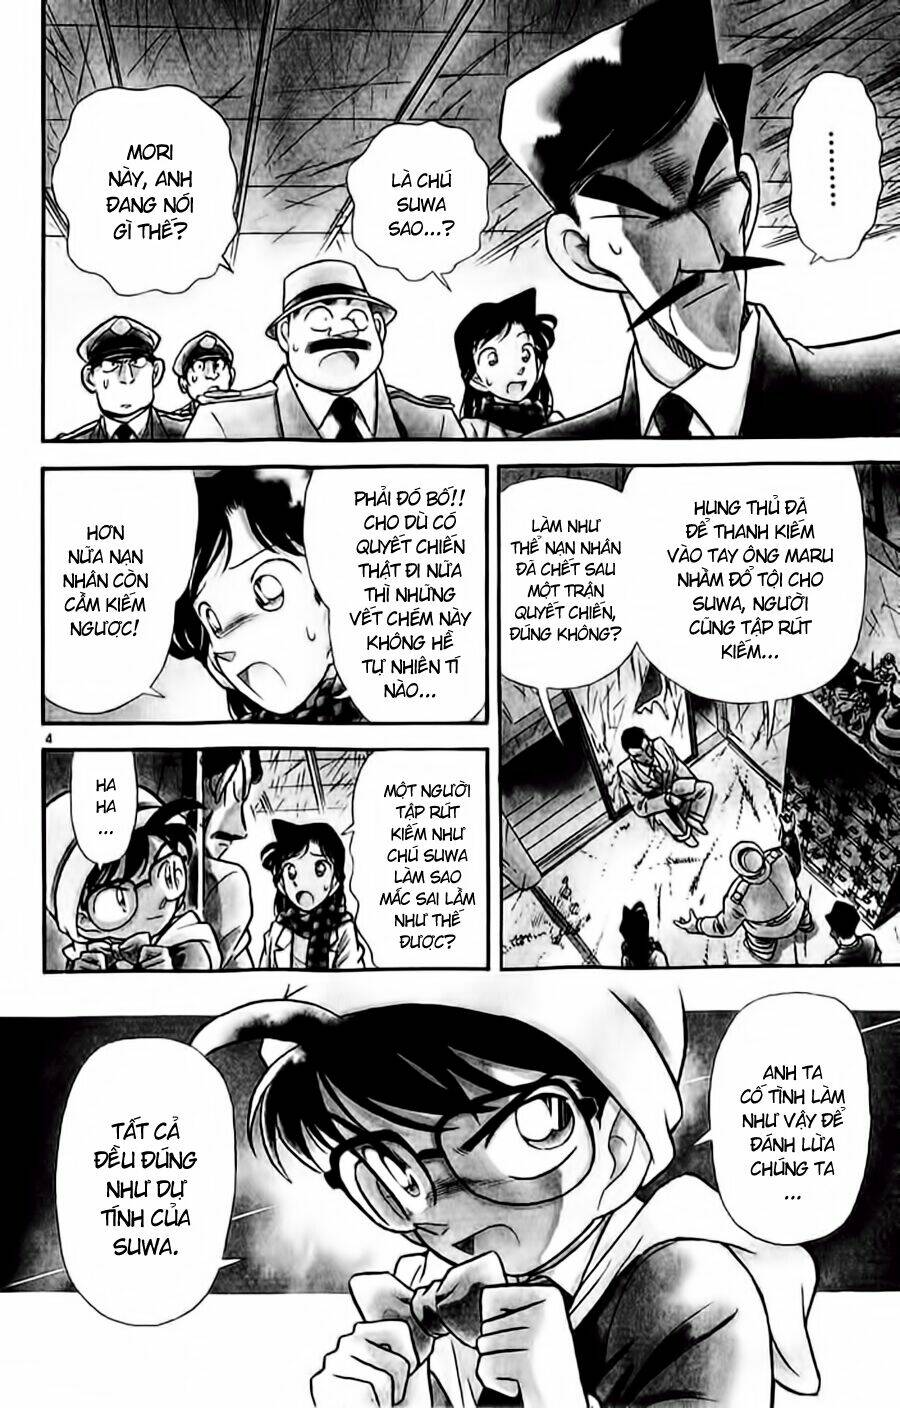 ..........
LÀ CHÚ
SUWA
SAO...?
MORI
NÀY, ANH
ĐANG NÓI
GÌ THẾ?
HUNG THỦ ĐÃ
ĐỂ THANH KIẾM
VÀO TAY ÔNG MARU
NHẰM ĐỔ TỘI CHO
SUWA, NGƯỜI
CŨNG TẬP RÚT
KIẾM...
LÀM NHƯ
THỂ NẠN NHÂN
ĐÃ CHẾT SAU
MỘT TRẬN
QUYẾT CHIẾN,
ĐÚNG KHÔNG?
PHẢI ĐÓ BỐ!!
CHO DÙ CÓ
QUYẾT CHIẾN
THẬT ĐI NỮA
THÌ NHỮNG
VẾT CHÉM NÀY
KHÔNG HỀ
TỰ NHIÊN TÍ
NÀO...
HƠN
NỮA NẠN
NHÂN CÒN
CẦM KIẾM
NGƯỢC!
4
MỘT NGƯỜI
TẬP RÚT
KIẾM NHƯ
CHÚ SUWA
LÀM SAO
MẮC SAI LẦM
NHƯ THẾ
ĐƯỢC?
HA
HA
...
ANH TA
CỐ TÌNH LÀM
NHƯ VẬY ĐỂ
ĐÁNH LỪA
CHÚNG TA
...
TẤT CẢ
ĐỀU ĐÚNG
NHƯ DỰ
TÍNH CỦA
SUWA.